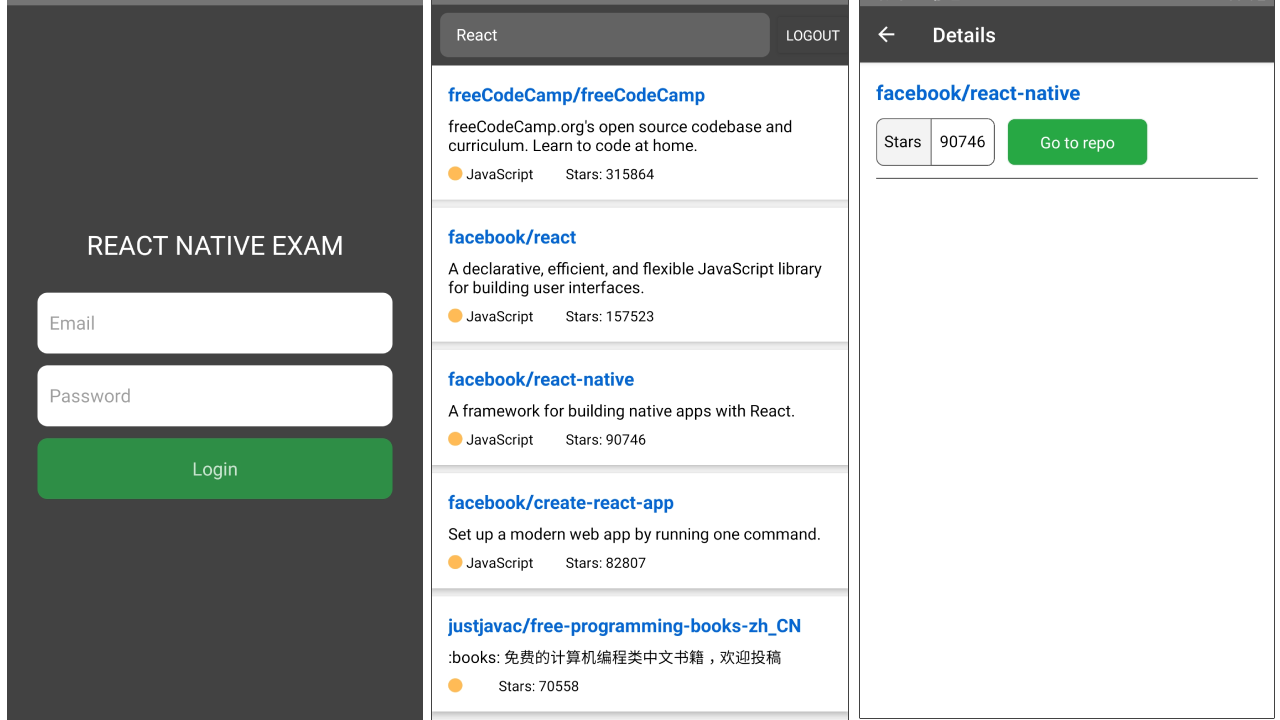 REACT NATIVE EXAM
Email
Password
Login
React
LOGOUT
freeCodeCamp/freeCodeCamp
freeCodeCamp.org's open source codebase and
curriculum. Learn to code at home.
JavaScript Stars: 315864
facebook/react
A declarative, efficient, and flexible JavaScript library
for building user interfaces.
JavaScript Stars: 157523
facebook/react-native
A framework for building native apps with React.
JavaScript Stars: 90746
facebook/create-react-app
Set up a modern web app by running one command.
JavaScript Stars: 82807
justjavac/free-programming-books-zh_CN
:books: 免费的计算机编程类中文书籍，欢迎投稿
Stars: 70558
Details
facebook/react-native
Stars 90746 Go to repo